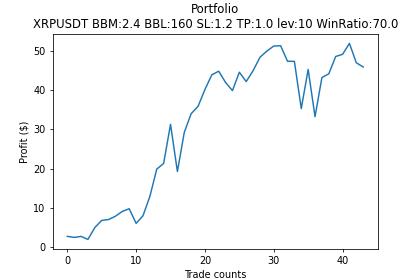 Portfolio
XRPUSDT BBM:2.4 BBL:160 SL:1.2 TP:1.0 lev:10 WinRatio:70.0
50
40
30
20
10
0
Profit ($)
0 10 20 30 40
Trade counts